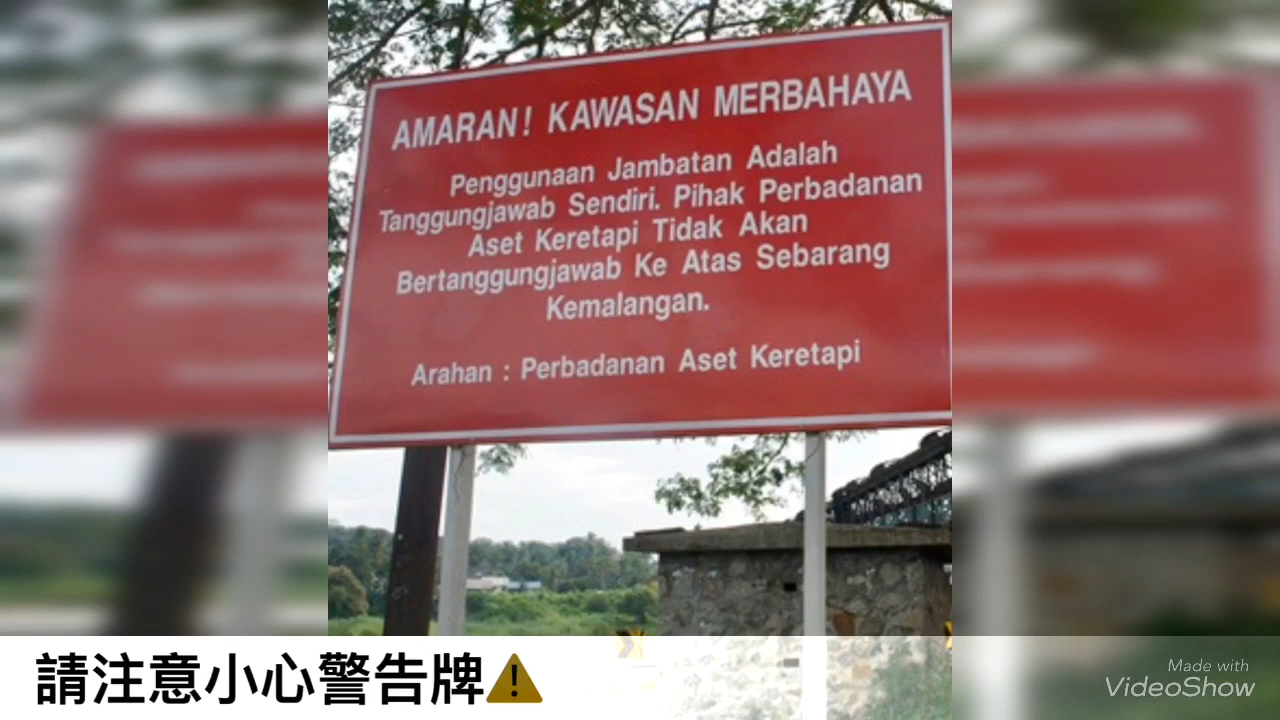 AMARAN! KAWASAN MERBAHAYA
Penggunaan Jambatan Adalah
Tanggungjawab Sendiri. Pihak Perbadanan
Aset Keretapi Tidak Akan
Bertanggungjawab Ke Atas Sebarang
Kemalangan.
Arahan : Perbadanan Aset Keretapi
請注意小心警告牌⚠
Made with
VideoShow